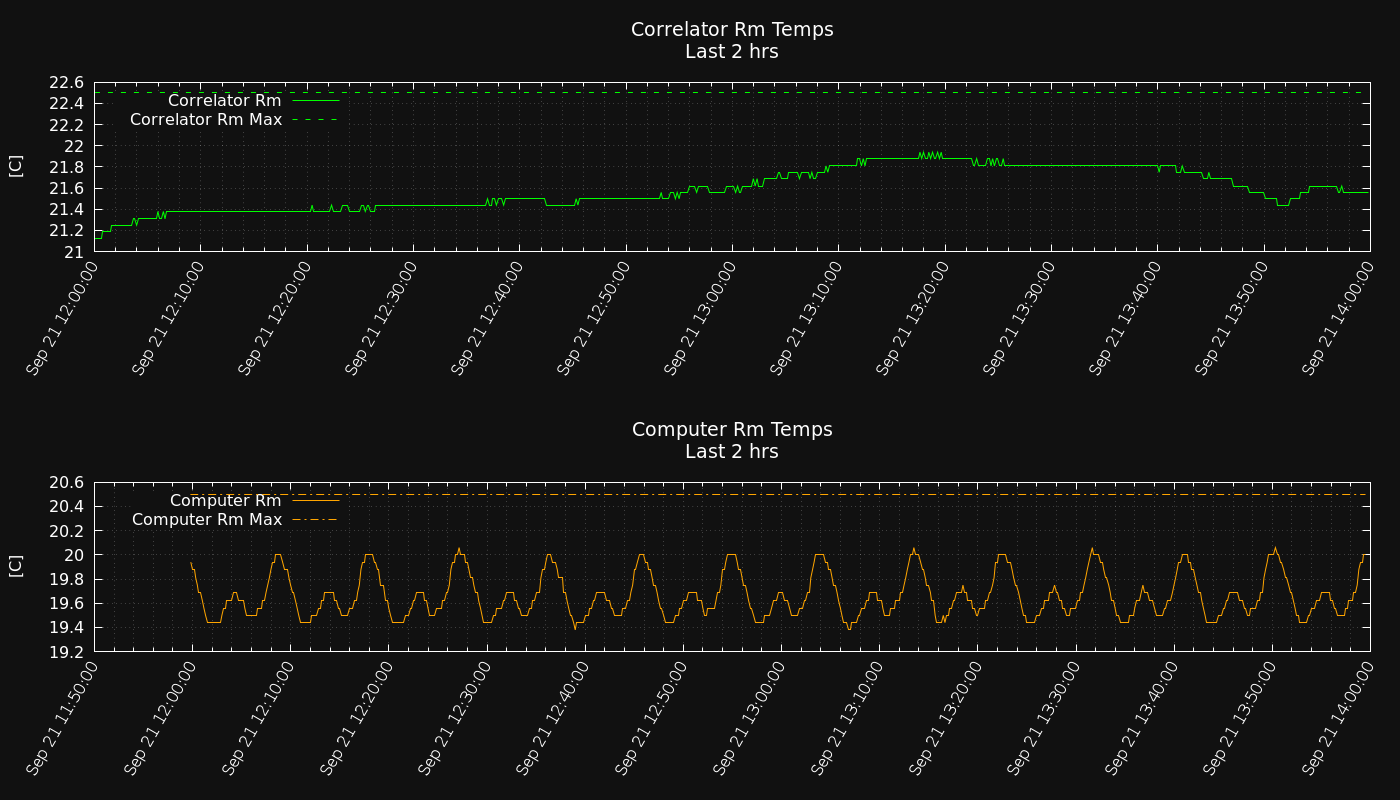 Correlator Rm Temps
Last 2 hrs
22.6
22.4
22.2
22
21.8
21.6
21.4
21.2
21
[C]
Correlator Rm
Correlator Rm Max
Sep 21 12:00:00
Sep 21 12:10:00
Sep 21 12:20:00
Sep 21 12:30:00
Sep 21 12:40:00
Sep 21 12:50:00
Sep 21 13:00:00
Sep 21 13:10:00
Sep 21 13:20:00
Sep 21 13:30:00
Sep 21 13:40:00
Sep 21 13:50:00
Sep 21 14:00:00
Computer Rm Temps
Last 2 hrs
20.6
20.4
20.2
20
19.8
19.6
19.4
19.2
[C]
Computer Rm
Computer Rm Max
Sep 21 11:50:00
Sep 21 12:00:00
Sep 21 12:10:00
Sep 21 12:20:00
Sep 21 12:30:00
Sep 21 12:40:00
Sep 21 12:50:00
Sep 21 13:00:00
Sep 21 13:10:00
Sep 21 13:20:00
Sep 21 13:30:00
Sep 21 13:40:00
Sep 21 13:50:00
Sep 21 14:00:00